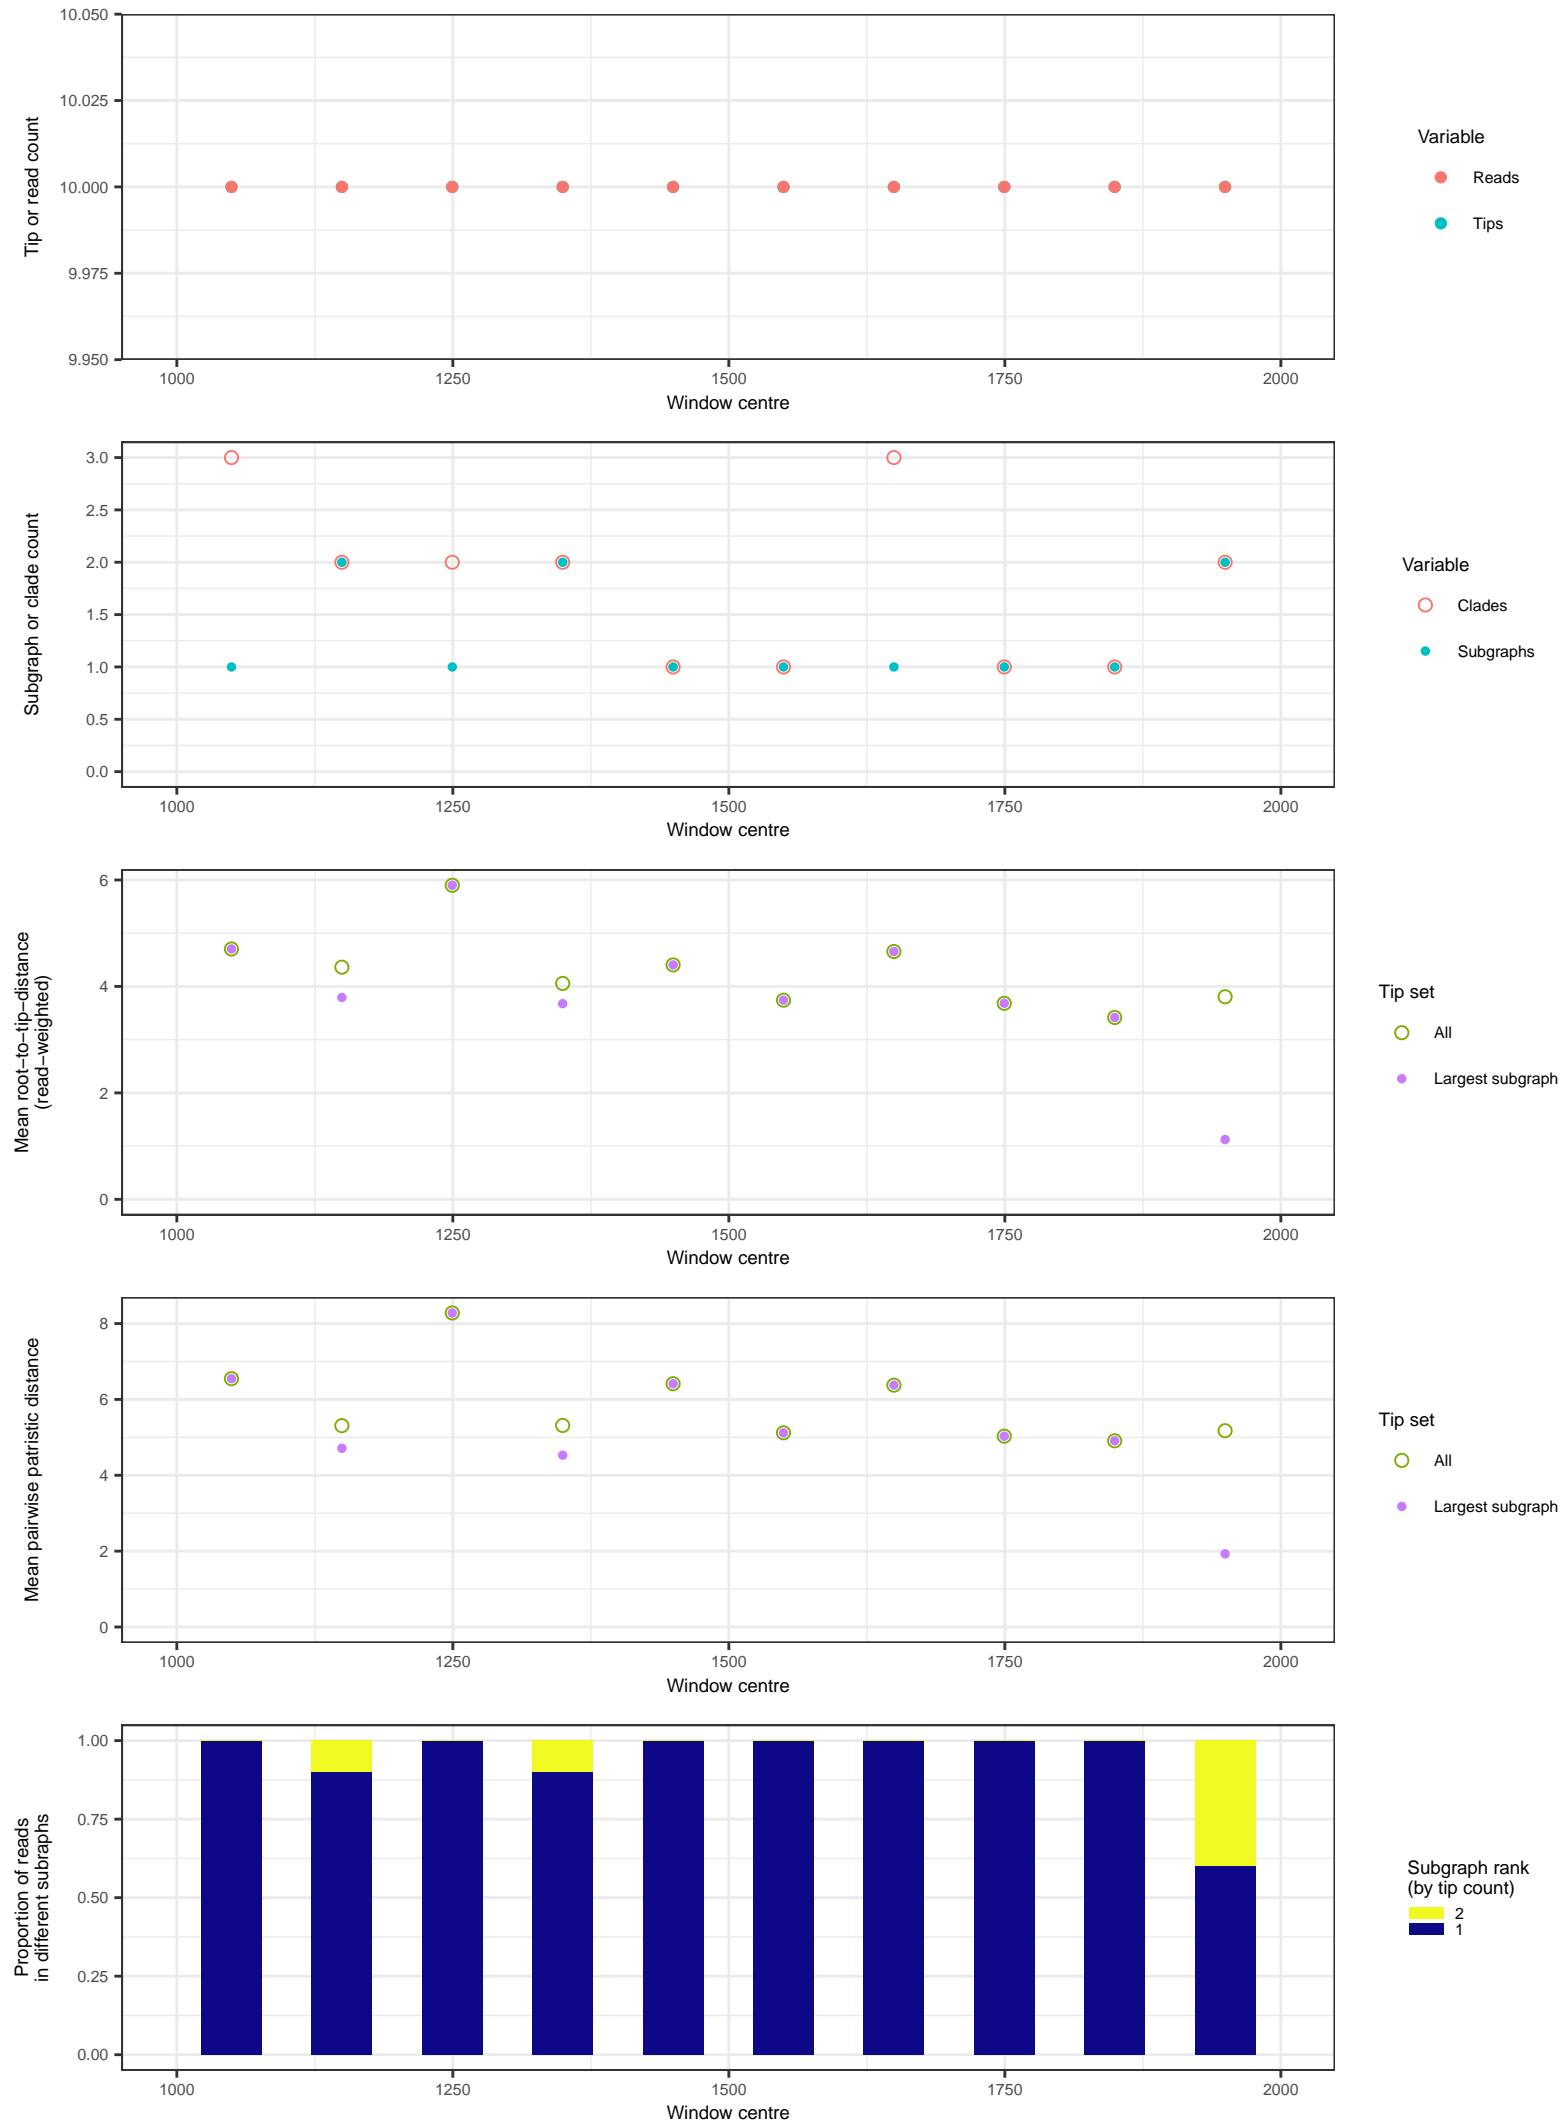 10.050
10.025
10.000
9.975
9.950
Tip or read count
1000 1250 1500 1750 2000
Window centre
Variable
Reads
Tips
3.0
2.5
2.0
1.5
1.0
0.5
0.0
Subgraph or clade count
1000 1250 1500 1750 2000
Window centre
Variable
Clades
Subgraphs
6
4
2
0
Mean root−to−tip−distance
(read−weighted)
1000 1250 1500 1750 2000
Window centre
Tip set
All
Largest subgraph
8
6
4
2
0
Mean pairwise patristic distance
1000 1250 1500 1750 2000
Window centre
Tip set
All
Largest subgraph
1.00
0.75
0.50
0.25
0.00
Proportion of reads
in different subraphs
1000 1250 1500 1750 2000
Window centre
Subgraph rank
(by tip count)
2
1